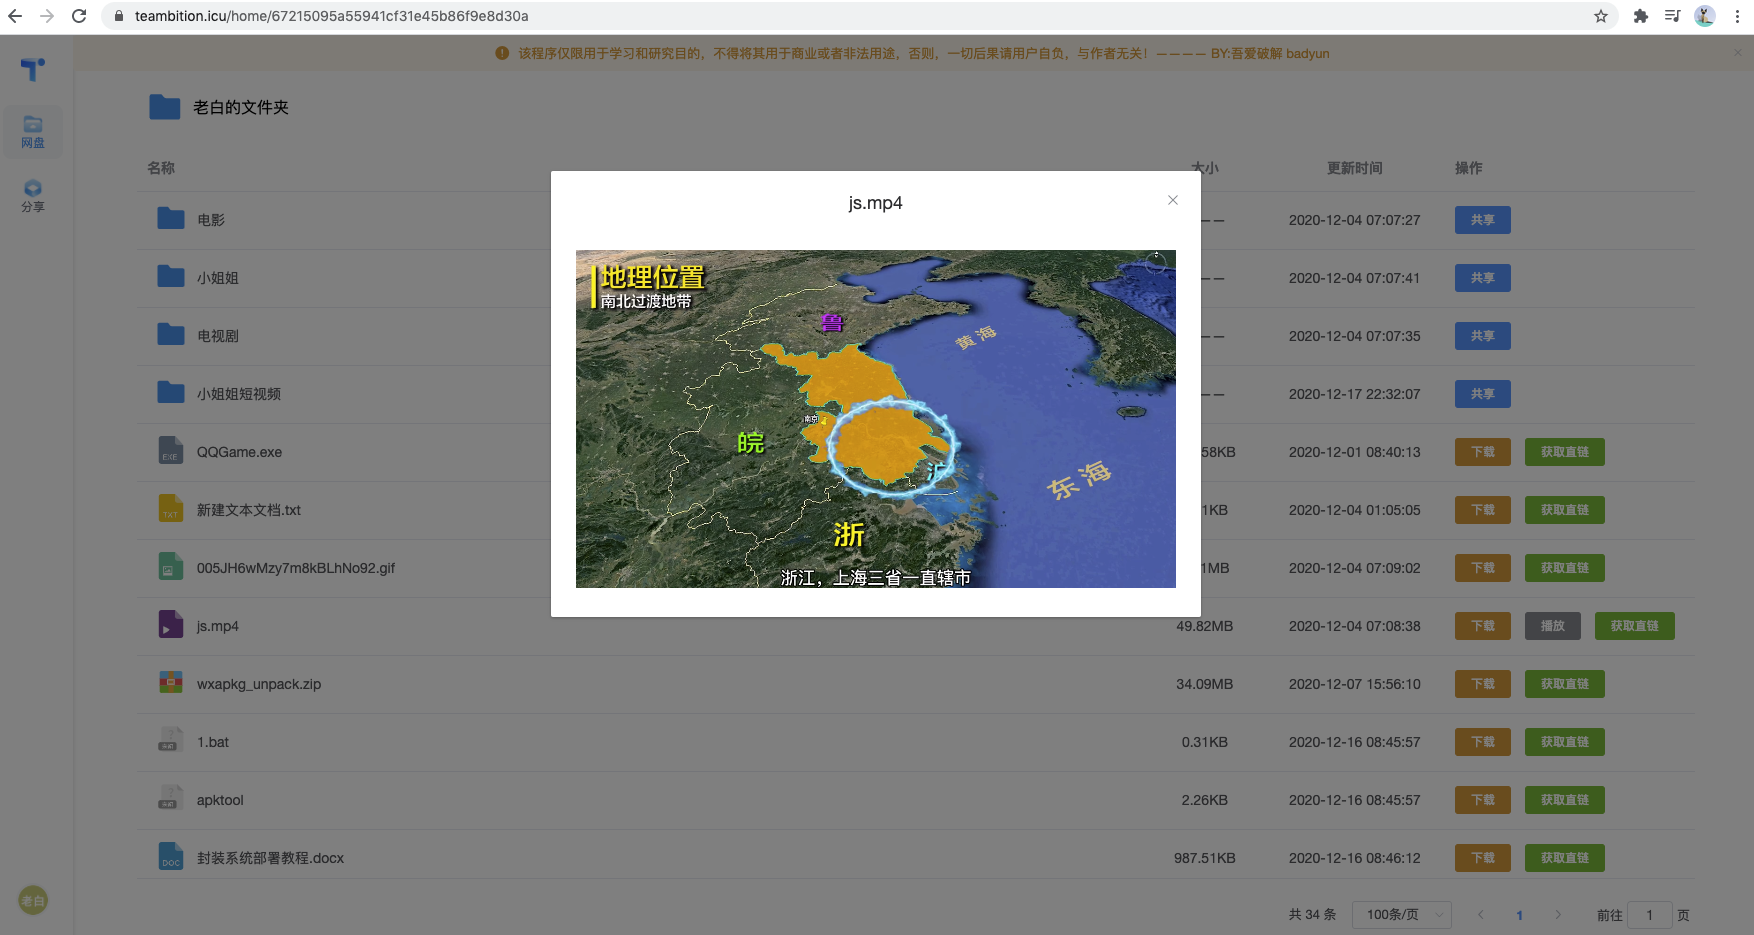 teambition.icu/home/67215095a55941cf31e45b86f9e8d30a
该程序仅限用于学习和研究目的，不得将其用于商业或者非法用途，否则，一切后果请用户自负，与作者无关！———— BY:吾爱破解 badyun
网盘
分享
老白
老白的文件夹
名称 大小 更新时间 操作
电影 —— 2020-12-04 07:07:27 共享
小姐姐 —— 2020-12-04 07:07:41 共享
电视剧 —— 2020-12-04 07:07:35 共享
小姐姐短视频 —— 2020-12-17 22:32:07 共享
EXE QQGame.exe 58KB 2020-12-01 08:40:13 下载 获取直链
TXT 新建文本文档.txt 1KB 2020-12-04 01:05:05 下载 获取直链
005JH6wMzy7m8kBLhNo92.gif 1MB 2020-12-04 07:09:02 下载 获取直链
js.mp4 49.82MB 2020-12-04 07:08:38 下载 播放 获取直链
wxapkg_unpack.zip 34.09MB 2020-12-07 15:56:10 下载 获取直链
1.bat 0.31KB 2020-12-16 08:45:57 下载 获取直链
apktool 2.26KB 2020-12-16 08:45:57 下载 获取直链
DOC 封装系统部署教程.docx 987.51KB 2020-12-16 08:46:12 下载 获取直链
共 34 条 100条/页 1 前往 1 页
js.mp4
地理位置
南北过渡地带
鲁
黄海
南京
皖
沪
东海
浙
浙江，上海三省一直辖市